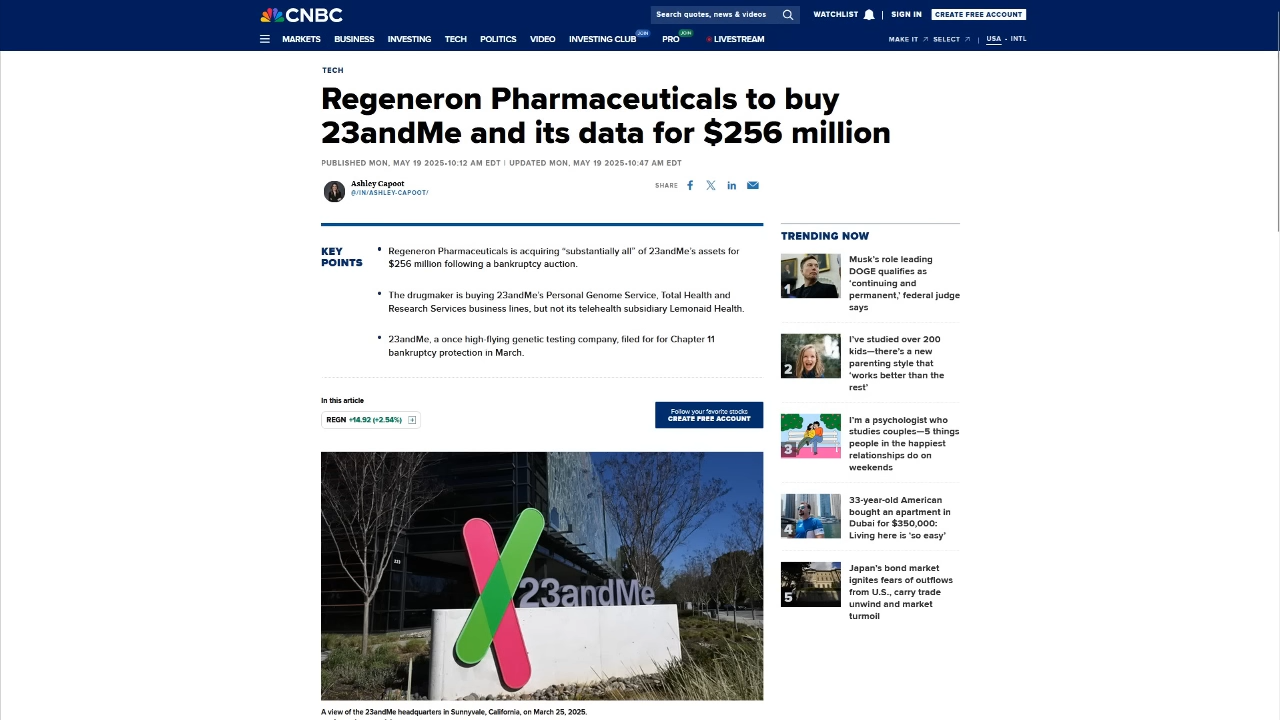 CNBC
Search quotes, news & videos
WATCHLIST
SIGN IN
CREATE FREE ACCOUNT
MARKETS
BUSINESS
INVESTING
TECH
POLITICS
VIDEO
INVESTING CLUB
JOIN
PRO
JOIN
LIVESTREAM
MAKE IT
SELECT
USA • INTL
TECH
Regeneron Pharmaceuticals to buy
23andMe and its data for $256 million
PUBLISHED MON, MAY 19 2025•10:12 AM EDT | UPDATED MON, MAY 19 2025•10:47 AM EDT
Ashley Capoot
@/IN/ASHLEY-CAPOOT/
SHARE
KEY
POINTS
• Regeneron Pharmaceuticals is acquiring “substantially all” of 23andMe’s assets for
$256 million following a bankruptcy auction.
• The drugmaker is buying 23andMe’s Personal Genome Service, Total Health and
Research Services business lines, but not its telehealth subsidiary Lemonaid Health.
• 23andMe, a once high-flying genetic testing company, filed for for Chapter 11
bankruptcy protection in March.
In this article
REGN +14.92 (+2.54%)
Follow your favorite stocks
CREATE FREE ACCOUNT
223
23andMe
A view of the 23andMe headquarters in Sunnyvale, California, on March 25, 2025.
TRENDING NOW
1
Musk’s role leading
DOGE qualifies as
‘continuing and
permanent,’ federal judge
says
2
I’ve studied over 200
kids—there’s a new
parenting style that
‘works better than the
rest’
3
I’m a psychologist who
studies couples—5 things
people in the happiest
relationships do on
weekends
4
33-year-old American
bought an apartment in
Dubai for $350,000:
Living here is ‘so easy’
5
Japan’s bond market
ignites fears of outflows
from U.S., carry trade
unwind and market
turmoil